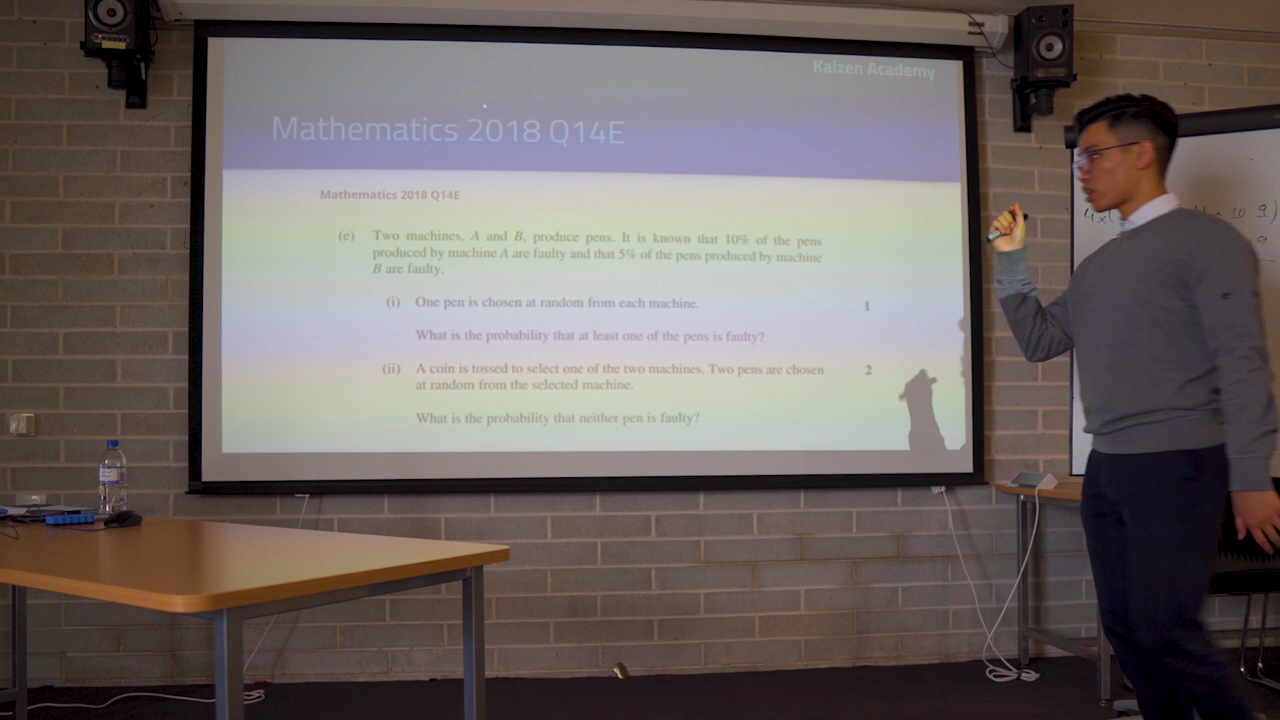 Kaizen Academy
Mathematics 2018 Q14E
Mathematics 2018 Q14E
(e) Two machines, A and B, produce pens. It is known that 10% of the pens
produced by machine A are faulty and that 5% of the pens produced by machine
B are faulty.
(i) One pen is chosen at random from each machine. 1
What is the probability that at least one of the pens is faulty?
(ii) A coin is tossed to select one of the two machines. Two pens are chosen 2
at random from the selected machine.
What is the probability that neither pen is faulty?